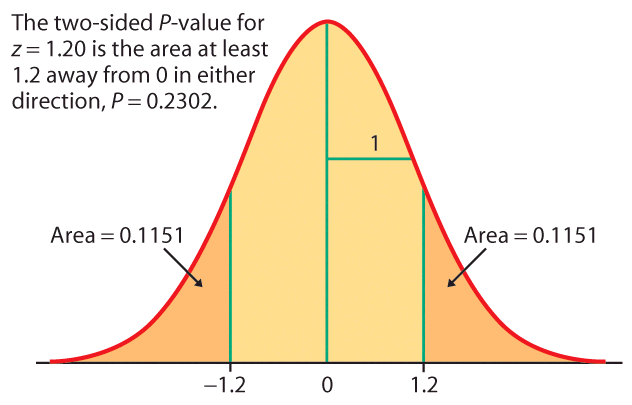 The two-sided P-value for
z = 1.20 is the area at least
1.2 away from 0 in either
direction, P = 0.2302.
1
Area = 0.1151
Area = 0.1151
−1.2
0
1.2